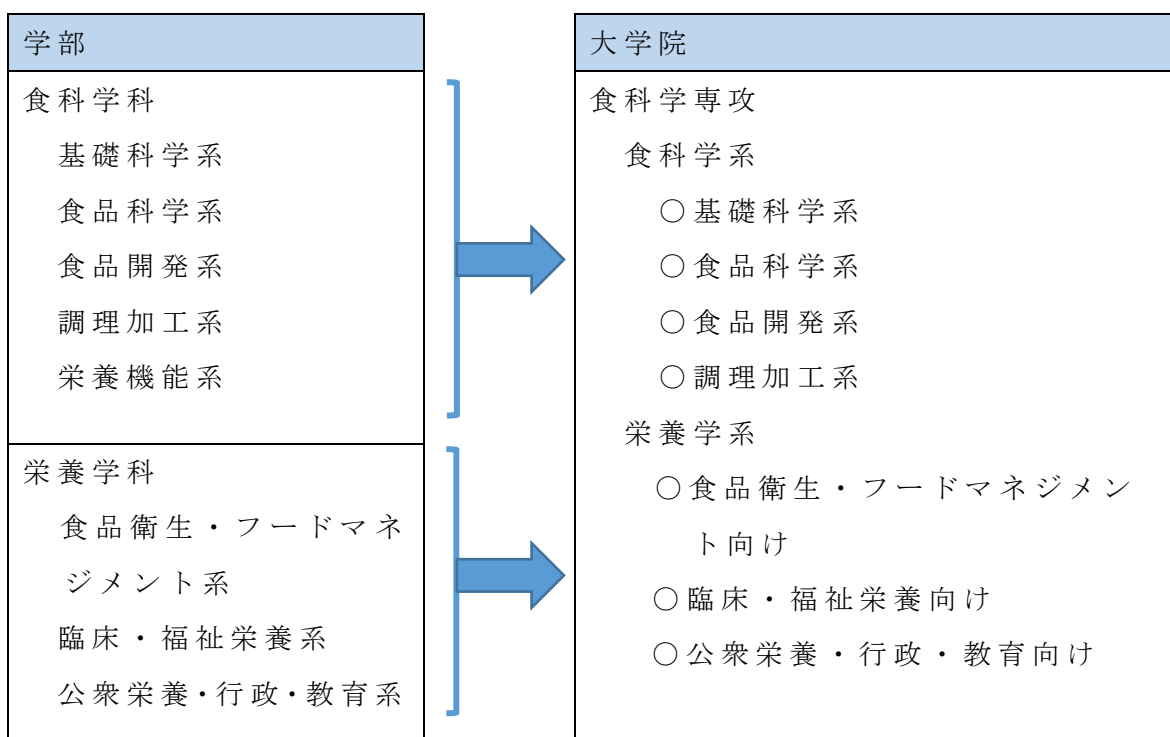 学部
食科学科
基礎科学系
食品科学系
食品開発系
調理加工系
栄養機能系
栄養学科
食品衛生・フードマネ
ジメント系
臨床・福祉栄養系
公衆栄養・行政・教育系
大学院
食科学専攻
食科学系
○基礎科学系
○食品科学系
○食品開発系
○調理加工系
栄養学系
○食品衛生・フードマネジメン
ト向け
○臨床・福祉栄養向け
○公衆栄養・行政・教育向け